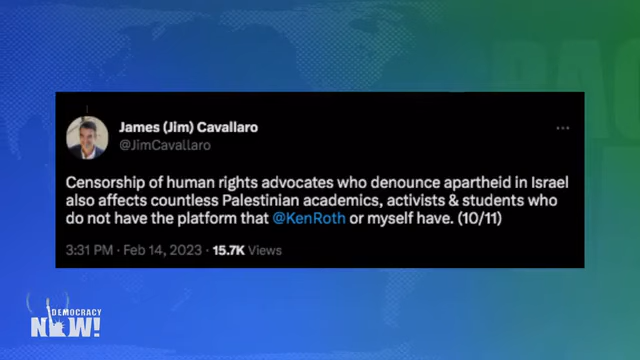 James (Jim) Cavallaro
@JimCavallaro
Censorship of human rights advocates who denounce apartheid in Israel
also affects countless Palestinian academics, activists & students who
do not have the platform that @KenRoth or myself have. (10/11)
3:31 PM · Feb 14, 2023 · 15.7K Views
DEMOCRACY
NOW!